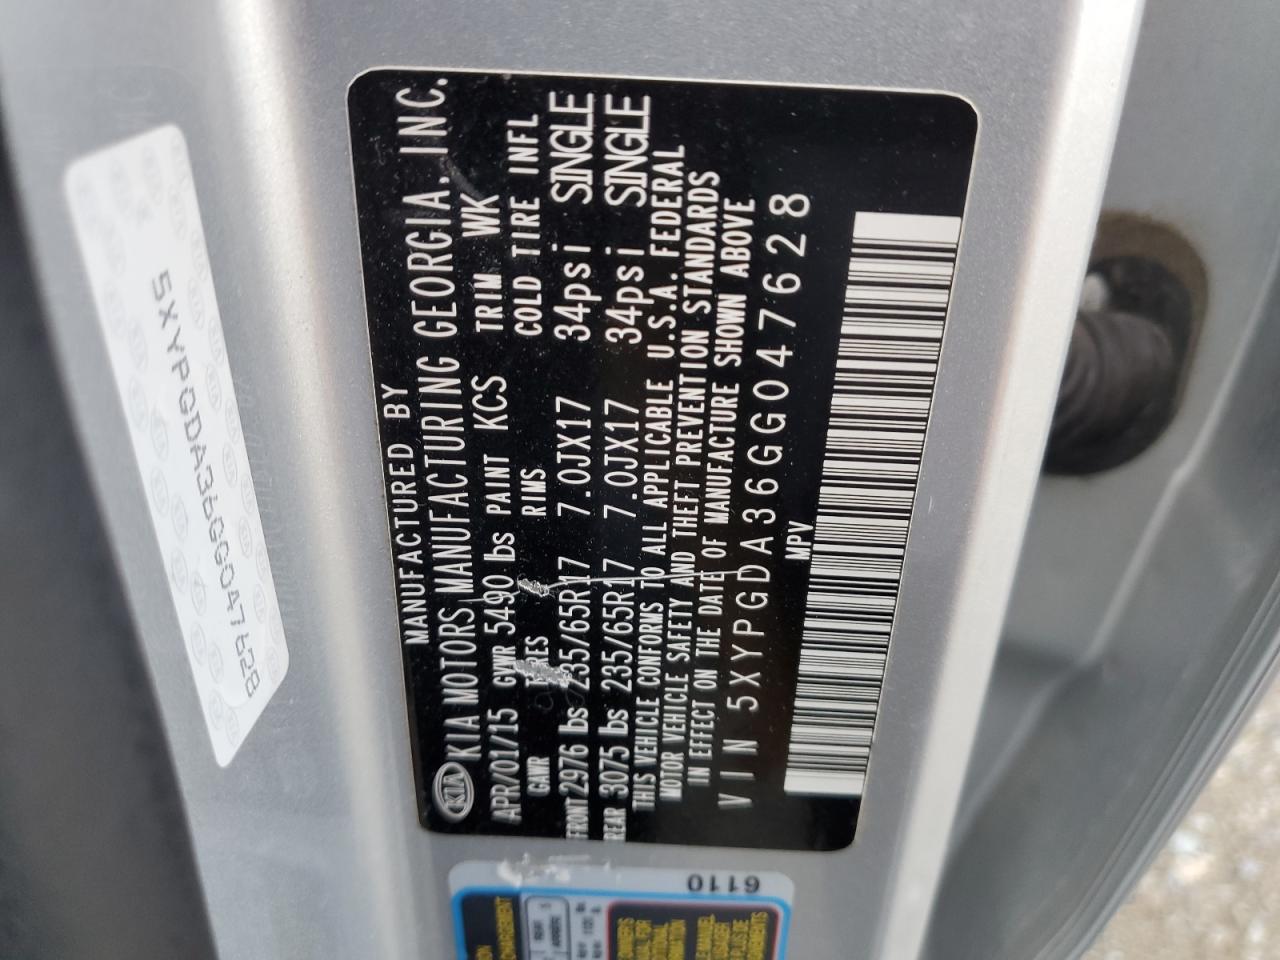 MANUFACTURED BY
KIA KIA MOTORS MANUFACTURING GEORGIA, INC.
APR/01/15 GVWR 5490 lbs PAINT KCS TRIM WK
GAWR TIRES RIMS COLD TIRE INFL
FRONT 2976 lbs 235/65R17 7.0JX17 34psi SINGLE
REAR 3075 lbs 235/65R17 7.0JX17 34psi SINGLE
THIS VEHICLE CONFORMS TO ALL APPLICABLE U.S.A. FEDERAL
MOTOR VEHICLE SAFETY AND THEFT PREVENTION STANDARDS
IN EFFECT ON THE DATE OF MANUFACTURE SHOWN ABOVE
VIN 5XYPGDA36GG047628
MPV
5XYPGDA36GG047628
6110